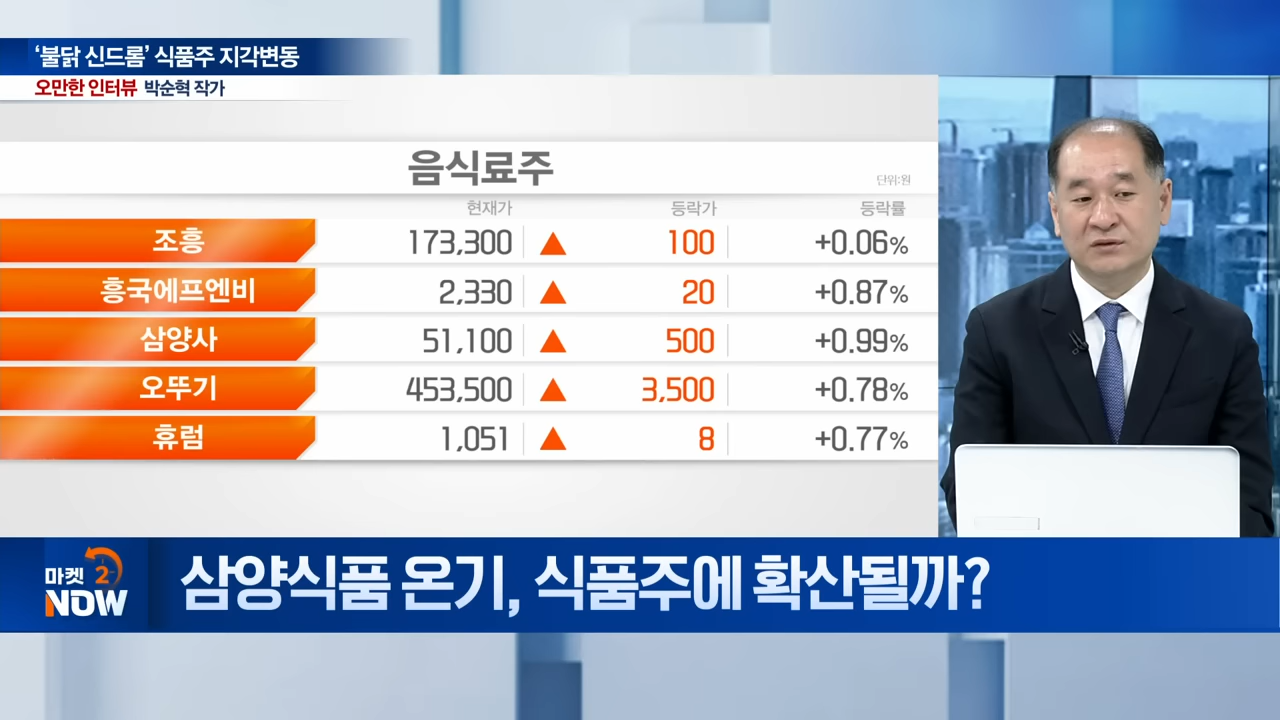 ‘불닭 신드롬’ 식품주 지각변동
오만한 인터뷰 박순혁 작가
음식료주
단위:원
현재가 등락가 등락률
조흥 173,300 ▲ 100 +0.06%
흥국에프엔비 2,330 ▲ 20 +0.87%
삼양사 51,100 ▲ 500 +0.99%
오뚜기 453,500 ▲ 3,500 +0.78%
휴럼 1,051 ▲ 8 +0.77%
마켓 2
NOW
삼양식품 온기, 식품주에 확산될까?